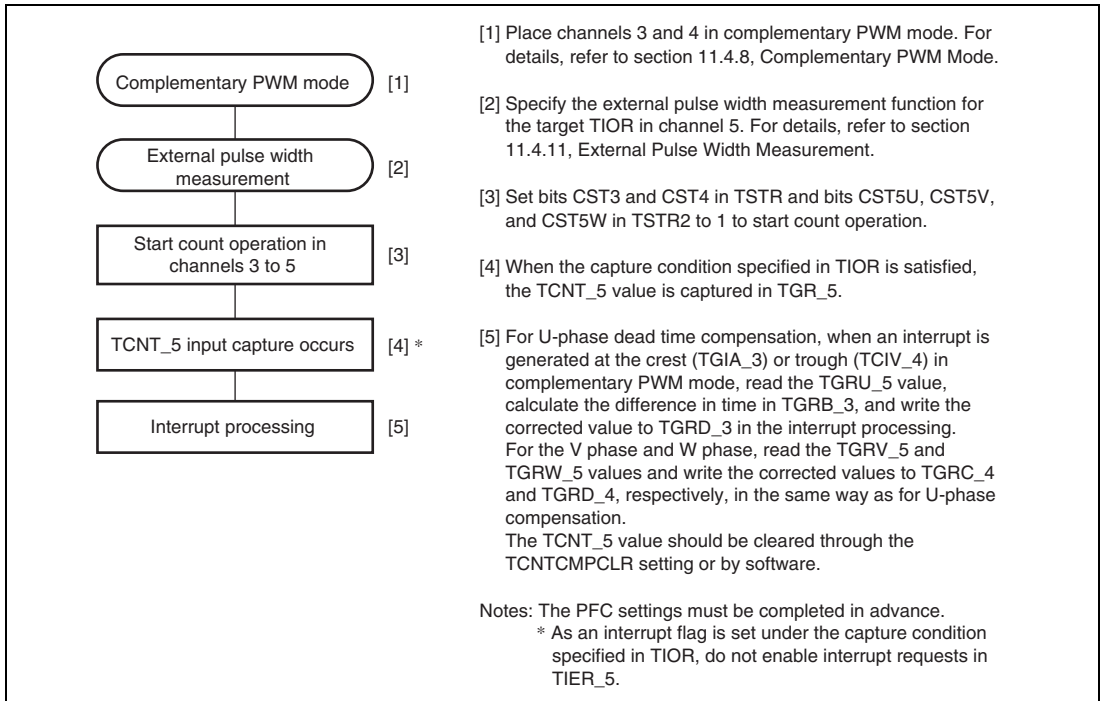 Complementary PWM mode [1]
External pulse width
measurement
[2]
Start count operation in
channels 3 to 5
[3]
TCNT_5 input capture occurs [4] *
Interrupt processing [5]
[1] Place channels 3 and 4 in complementary PWM mode. For
details, refer to section 11.4.8, Complementary PWM Mode.
[2] Specify the external pulse width measurement function for
the target TIOR in channel 5. For details, refer to section
11.4.11, External Pulse Width Measurement.
[3] Set bits CST3 and CST4 in TSTR and bits CST5U, CST5V,
and CST5W in TSTR2 to 1 to start count operation.
[4] When the capture condition specified in TIOR is satisfied,
the TCNT_5 value is captured in TGR_5.
[5] For U-phase dead time compensation, when an interrupt is
generated at the crest (TGIA_3) or trough (TCIV_4) in
complementary PWM mode, read the TGRU_5 value,
calculate the difference in time in TGRB_3, and write the
corrected value to TGRD_3 in the interrupt processing.
For the V phase and W phase, read the TGRV_5 and
TGRW_5 values and write the corrected values to TGRC_4
and TGRD_4, respectively, in the same way as for U-phase
compensation.
The TCNT_5 value should be cleared through the
TCNTCMPCLR setting or by software.
Notes: The PFC settings must be completed in advance.
* As an interrupt flag is set under the capture condition
specified in TIOR, do not enable interrupt requests in
TIER_5.